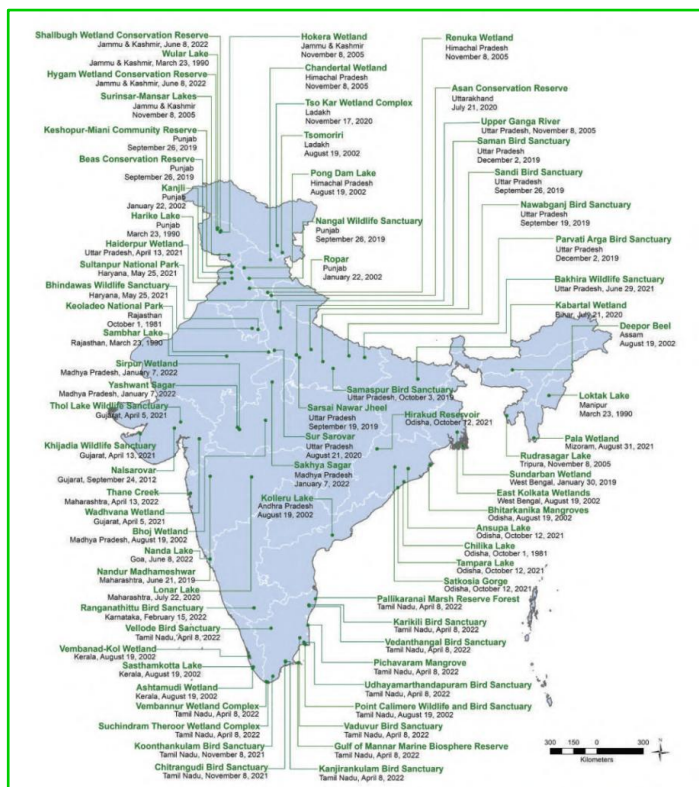 Shallbugh Wetland Conservation Reserve
Jammu & Kashmir, June 8, 2022
Wular Lake
Jammu & Kashmir, March 23, 1990
Hygam Wetland Conservation Reserve
Jammu & Kashmir, June 8, 2022
Surinsar-Mansar Lakes
Jammu & Kashmir
November 8, 2005
Keshopur-Miani Community Reserve
Punjab
September 26, 2019
Beas Conservation Reserve
Punjab
September 26, 2019
Kanjli
Punjab
January 22, 2002
Harike Lake
Punjab
March 23, 1990
Haiderpur Wetland
Uttar Pradesh, April 13, 2021
Sultanpur National Park
Haryana, May 25, 2021
Bhindawas Wildlife Sanctuary
Haryana, May 25, 2021
Keoladeo National Park
Rajasthan
October 1, 1981
Sambhar Lake
Rajasthan, March 23, 1990
Sirpur Wetland
Madhya Pradesh, January 7, 2022
Yashwant Sagar
Madhya Pradesh, January 7, 2022
Thol Lake Wildlife Sanctuary
Gujarat, April 5, 2021
Khijadia Wildlife Sanctuary
Gujarat, April 13, 2021
Nalsarovar
Gujarat, September 24, 2012
Thane Creek
Maharashtra, April 13, 2022
Wadhvana Wetland
Gujarat, April 5, 2021
Bhoj Wetland
Madhya Pradesh, August 19, 2002
Nanda Lake
Goa, June 8, 2022
Nandur Madhameshwar
Maharashtra, June 21, 2019
Lonar Lake
Maharashtra, July 22, 2020
Ranganathittu Bird Sanctuary
Karnataka, February 15, 2022
Vellode Bird Sanctuary
Tamil Nadu, April 8, 2022
Vembanad-Kol Wetland
Kerala, August 19, 2002
Sasthamkotta Lake
Kerala, August 19, 2002
Ashtamudi Wetland
Kerala, August 19, 2002
Vembannur Wetland Complex
Tamil Nadu, April 8, 2022
Suchindram Theroor Wetland Complex
Tamil Nadu, April 8, 2022
Koonthankulam Bird Sanctuary
Tamil Nadu, November 8, 2021
Chitrangudi Bird Sanctuary
Tamil Nadu, November 8, 2021
Hokera Wetland
Jammu & Kashmir
November 8, 2005
Chandertal Wetland
Himachal Pradesh
November 8, 2005
Tso Kar Wetland Complex
Ladakh
November 17, 2020
Tsomoriri
Ladakh
August 19, 2002
Pong Dam Lake
Himachal Pradesh
August 19, 2002
Nangal Wildlife Sanctuary
Punjab
September 26, 2019
Ropar
Punjab
January 22, 2002
Renuka Wetland
Himachal Pradesh
November 8, 2005
Asan Conservation Reserve
Uttarakhand
July 21, 2020
Upper Ganga River
Uttar Pradesh, November 8, 2005
Saman Bird Sanctuary
Uttar Pradesh
December 2, 2019
Sandi Bird Sanctuary
Uttar Pradesh
September 26, 2019
Nawabganj Bird Sanctuary
Uttar Pradesh
September 19, 2019
Parvati Arga Bird Sanctuary
Uttar Pradesh
December 2, 2019
Bakhira Wildlife Sanctuary
Uttar Pradesh, June 29, 2021
Kabartal Wetland
Bihar, July 21, 2020
Deepor Beel
Assam
August 19, 2002
Samaspur Bird Sanctuary
Uttar Pradesh, October 3, 2019
Sarsai Nawar Jheel
Uttar Pradesh
September 19, 2019
Sur Sarovar
Uttar Pradesh
August 21, 2020
Sakhya Sagar
Madhya Pradesh
January 7, 2022
Hirakud Reservoir
Odisha, October 12, 2021
Kolleru Lake
Andhra Pradesh
August 19, 2002
Loktak Lake
Manipur
March 23, 1990
Pala Wetland
Mizoram, August 31, 2021
Rudrasagar Lake
Tripura, November 8, 2005
Sundarban Wetland
West Bengal, January 30, 2019
East Kolkata Wetlands
West Bengal, August 19, 2002
Bhitarkanika Mangroves
Odisha, August 19, 2002
Ansupa Lake
Odisha, October 12, 2021
Chilika Lake
Odisha, October 1, 1981
Tampara Lake
Odisha, October 12, 2021
Satkosia Gorge
Odisha, October 12, 2021
Pallikaranai Marsh Reserve Forest
Tamil Nadu, April 8, 2022
Karikili Bird Sanctuary
Tamil Nadu, April 8, 2022
Vedanthangal Bird Sanctuary
Tamil Nadu, April 8, 2022
Pichavaram Mangrove
Tamil Nadu, April 8, 2022
Udhayamarthandapuram Bird Sanctuary
Tamil Nadu, April 8, 2022
Point Calimere Wildlife and Bird Sanctuary
Tamil Nadu, August 19, 2002
Vaduvur Bird Sanctuary
Tamil Nadu, April 8, 2022
Gulf of Mannar Marine Biosphere Reserve
Tamil Nadu, April 8, 2022
Kanjirankulam Bird Sanctuary
Tamil Nadu, April 8, 2022
300 150 0 300
Kilometers
N